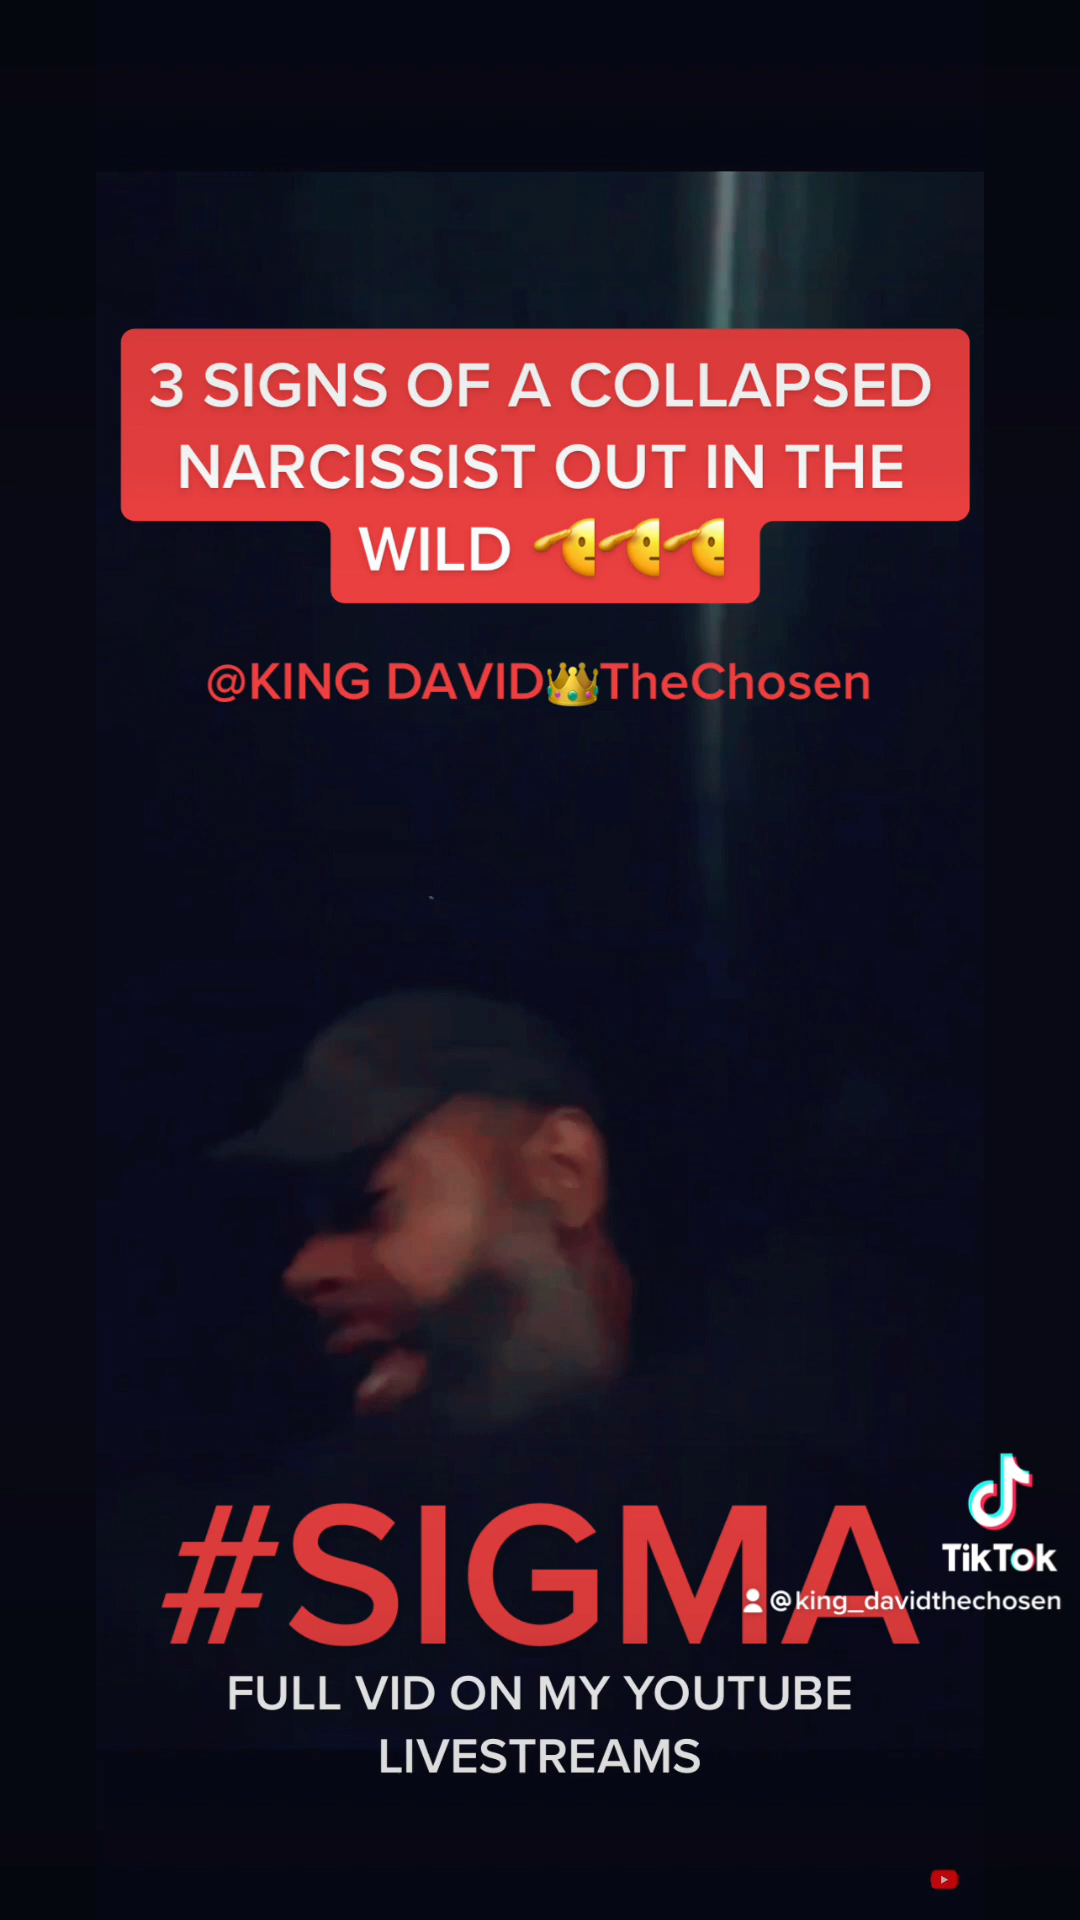 3 SIGNS OF A COLLAPSED
NARCISSIST OUT IN THE
WILD 🫡🫡🫡
@KING DAVID👑TheChosen
#SIGMA
TikTok
@king_davidthechosen
FULL VID ON MY YOUTUBE
LIVESTREAMS